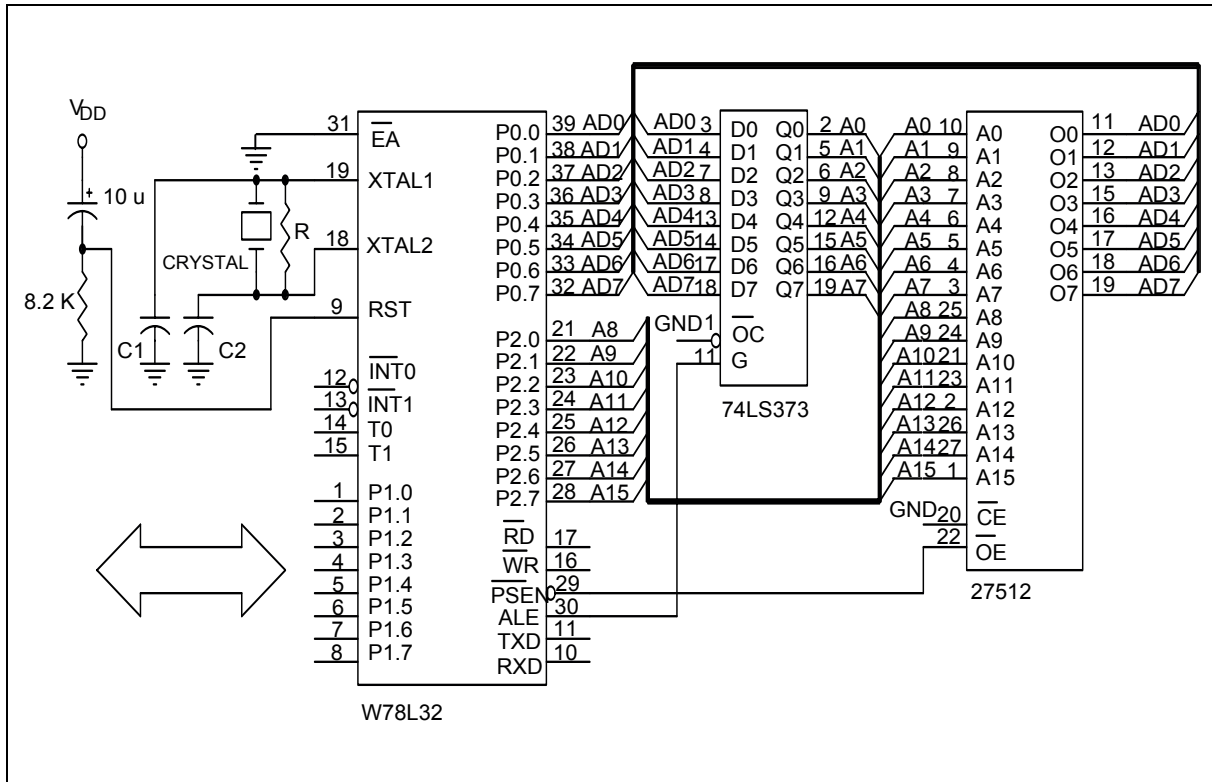 VDD
10 u
8.2 K
C1
C2
CRYSTAL
R
31 EA
19 XTAL1
18 XTAL2
9 RST
12 INT0
13 INT1
14 T0
15 T1
1 P1.0
2 P1.1
3 P1.2
4 P1.3
5 P1.4
6 P1.5
7 P1.6
8 P1.7
P0.0 39 AD0
P0.1 38 AD1
P0.2 37 AD2
P0.3 36 AD3
P0.4 35 AD4
P0.5 34 AD5
P0.6 33 AD6
P0.7 32 AD7
P2.0 21 A8
P2.1 22 A9
P2.2 23 A10
P2.3 24 A11
P2.4 25 A12
P2.5 26 A13
P2.6 27 A14
P2.7 28 A15
RD 17
WR 16
PSEN 29
ALE 30
TXD 11
RXD 10
W78L32
AD0 3 D0 Q0 2 A0
AD1 4 D1 Q1 5 A1
AD2 7 D2 Q2 6 A2
AD3 8 D3 Q3 9 A3
AD4 13 D4 Q4 12 A4
AD5 14 D5 Q5 15 A5
AD6 17 D6 Q6 16 A6
AD7 18 D7 Q7 19 A7
GND 1 OC
11 G
74LS373
A0 10 A0 O0 11 AD0
A1 9 A1 O1 12 AD1
A2 8 A2 O2 13 AD2
A3 7 A3 O3 15 AD3
A4 6 A4 O4 16 AD4
A5 5 A5 O5 17 AD5
A6 4 A6 O6 18 AD6
A7 3 A7 O7 19 AD7
A8 25 A8
A9 24 A9
A10 21 A10
A11 23 A11
A12 2 A12
A13 26 A13
A14 27 A14
A15 1 A15
GND 20 CE
22 OE
27512